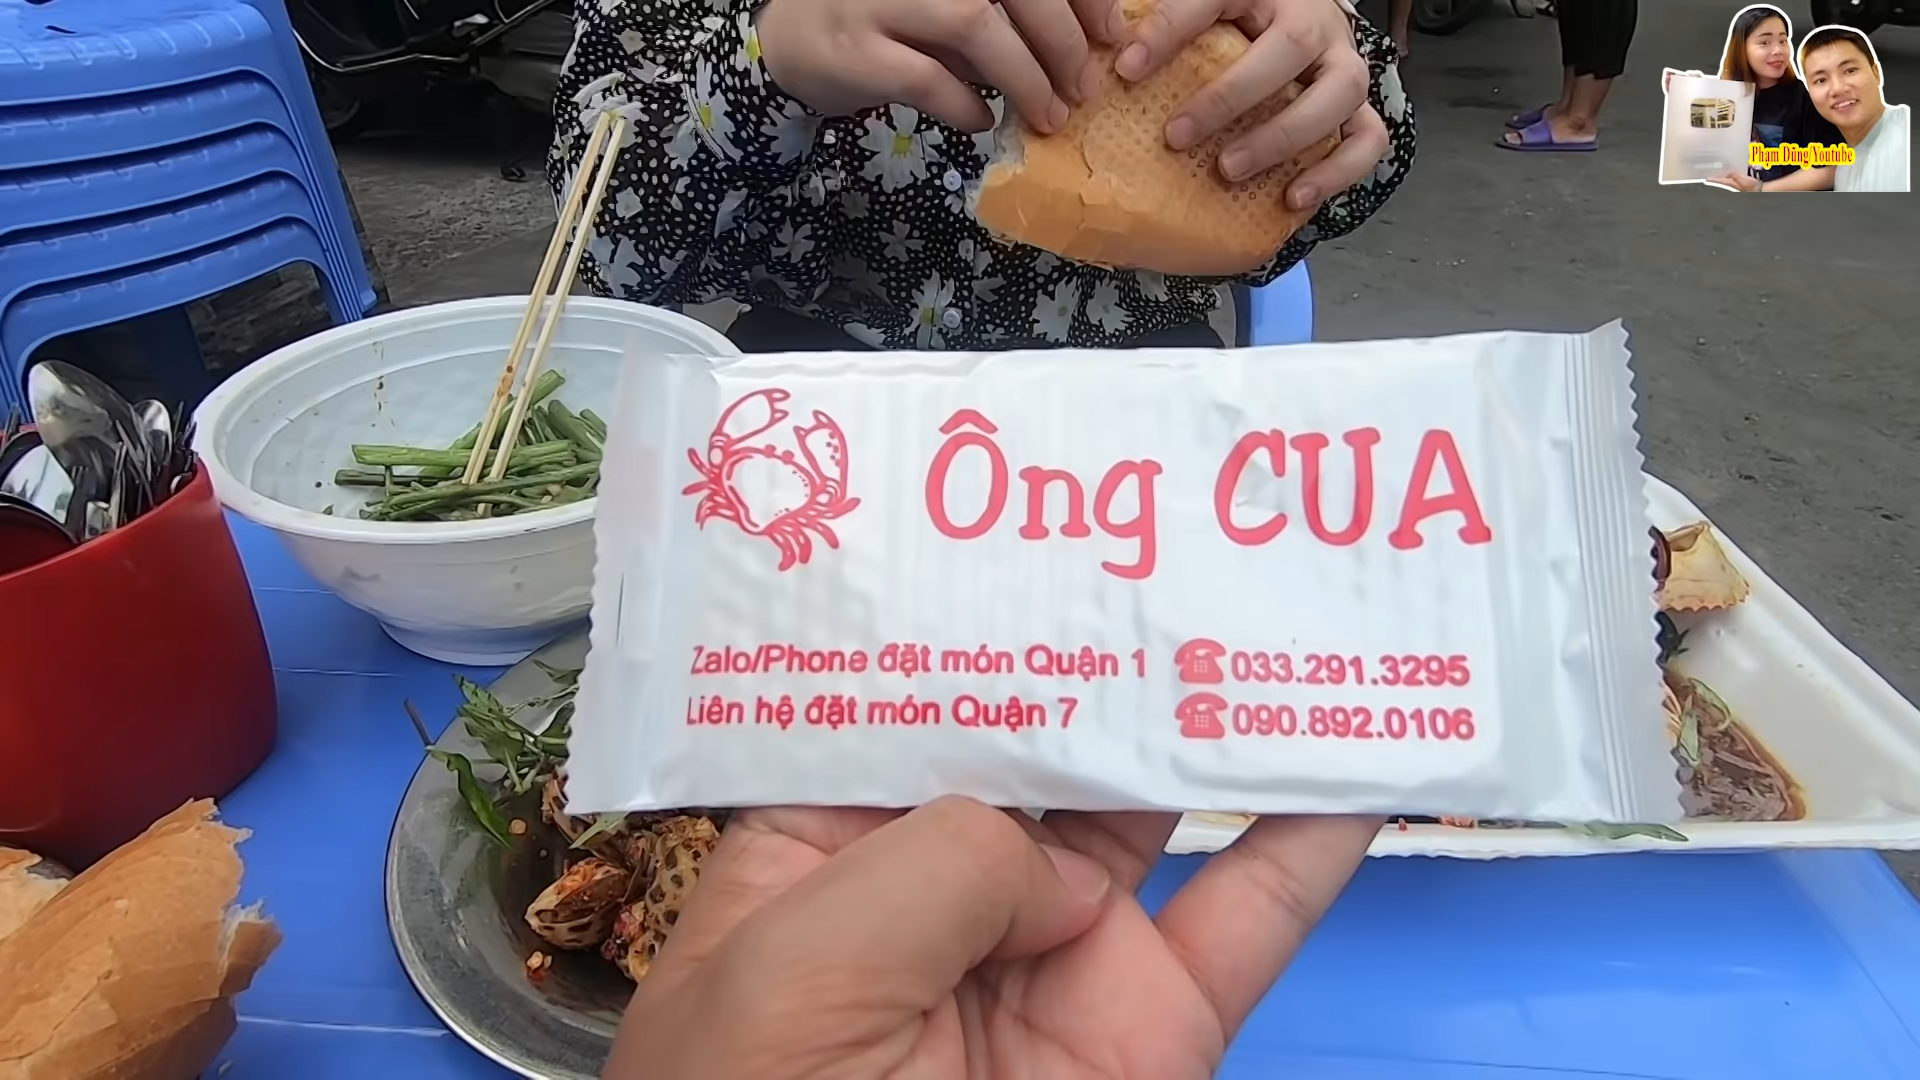 Phạm Dũng Youtube
Ông CUA
Zalo/Phone đặt món Quận 1 033.291.3295
Liên hệ đặt món Quận 7 090.892.0106